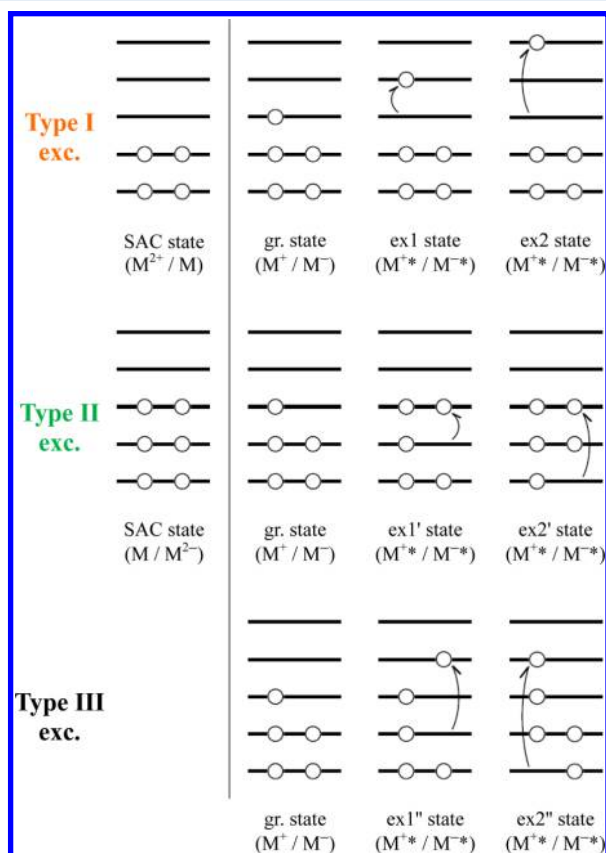 Type I
exc.
SAC state
(M²⁺ / M)
gr. state
(M⁺ / M⁻)
ex1 state
(M⁺* / M⁻*)
ex2 state
(M⁺* / M⁻*)
Type II
exc.
SAC state
(M / M²⁻)
gr. state
(M⁺ / M⁻)
ex1' state
(M⁺* / M⁻*)
ex2' state
(M⁺* / M⁻*)
Type III
exc.
gr. state
(M⁺ / M⁻)
ex1" state
(M⁺* / M⁻*)
ex2" state
(M⁺* / M⁻*)